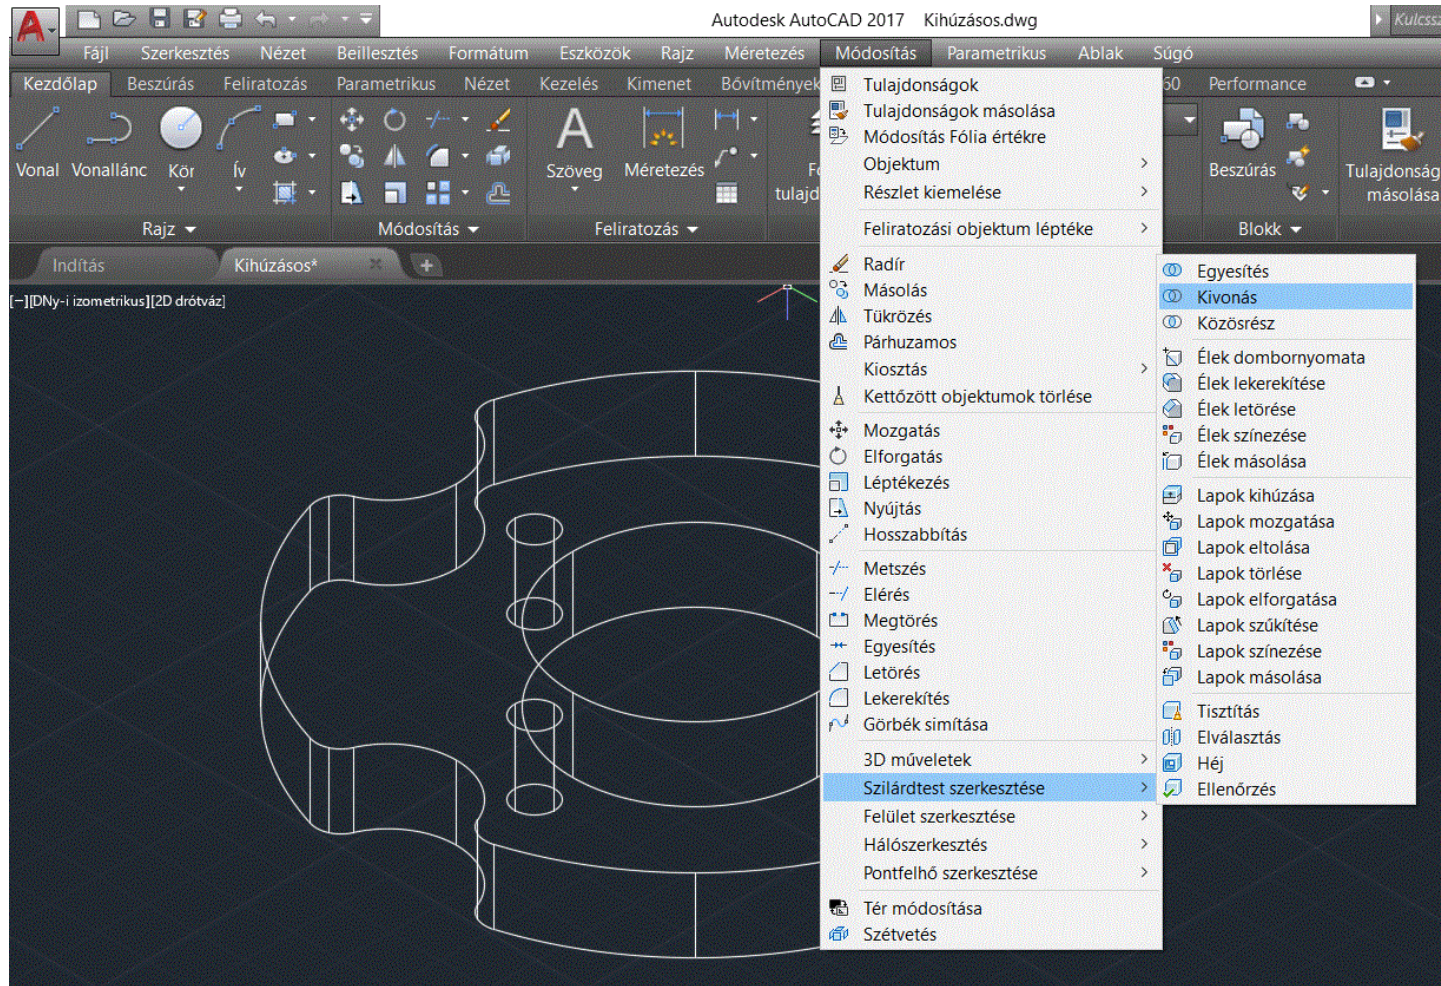 Autodesk AutoCAD 2017 Kihúzásos.dwg
Fájl Szerkesztés Nézet Beillesztés Formátum Eszközök Rajz Méretezés Módosítás Parametrikus Ablak Súgó
Kezdőlap Beszúrás Feliratozás Parametrikus Nézet Kezelés Kimenet Bővítmények 60 Performance
Vonal Vonallánc Kör Ív Szöveg Méretezés Beszúrás
Rajz Módosítás Feliratozás Blokk
Indítás Kihúzásos*
[−][DNy-i izometrikus][2D drótváz]
Tulajdonságok
Tulajdonságok másolása
Módosítás Fólia értékre
Objektum
Részlet kiemelése
Feliratozási objektum léptéke
Radír
Másolás
Tükrözés
Párhuzamos
Kiosztás
Kettőzött objektumok törlése
Mozgatás
Elforgatás
Léptékezés
Nyújtás
Hosszabbítás
Metszés
Elérés
Megtörés
Egyesítés
Letörés
Lekerekítés
Görbék simítása
3D műveletek
Szilárdtest szerkesztése
Felület szerkesztése
Hálószerkesztés
Pontfelhő szerkesztése
Tér módosítása
Szétvetés
Egyesítés
Kivonás
Közösrész
Élek dombornyomata
Élek lekerekítése
Élek letörése
Élek színezése
Élek másolása
Lapok kihúzása
Lapok mozgatása
Lapok eltolása
Lapok törlése
Lapok elforgatása
Lapok szűkítése
Lapok színezése
Lapok másolása
Tisztítás
Elválasztás
Héj
Ellenőrzés
Tulajdonság
másolása